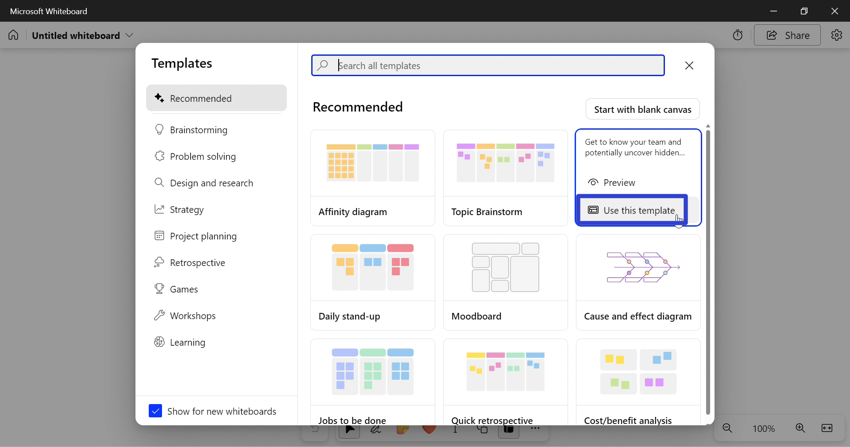 Microsoft Whiteboard
Untitled whiteboard
Share
Templates
Search all templates
Recommended
Brainstorming
Problem solving
Design and research
Strategy
Project planning
Retrospective
Games
Workshops
Learning
Show for new whiteboards
Recommended
Start with blank canvas
Affinity diagram
Topic Brainstorm
Get to know your team and
potentially uncover hidden...
Preview
Use this template
Daily stand-up
Moodboard
Cause and effect diagram
Jobs to be done
Quick retrospective
Cost/benefit analysis
100%